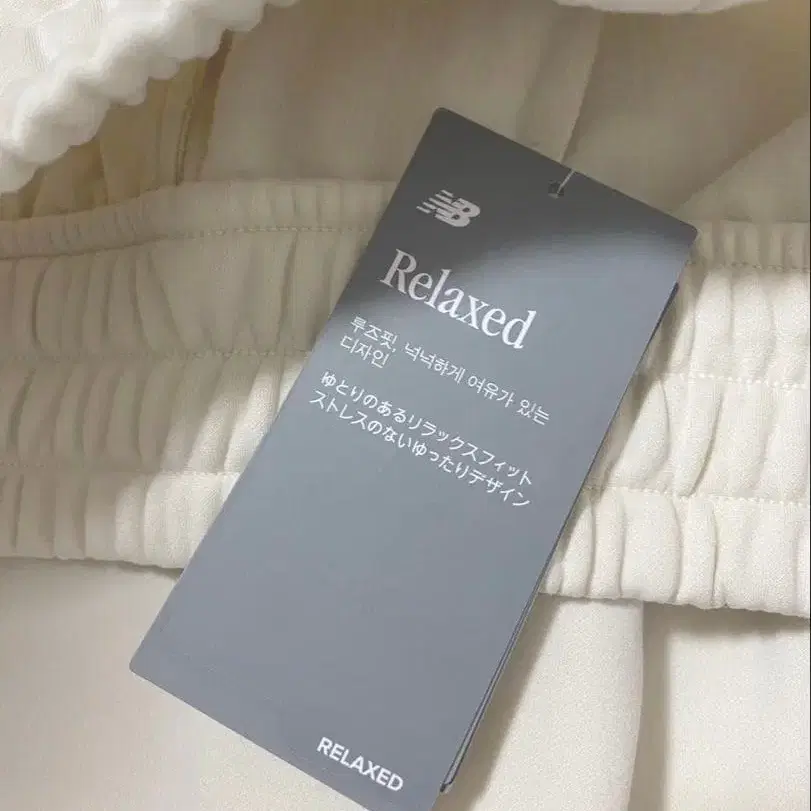 NB
Relaxed
루즈핏, 넉넉하게 여유가 있는
디자인
ゆとりのあるリラックスフィット
ストレスのないゆったりデザイン
RELAXED